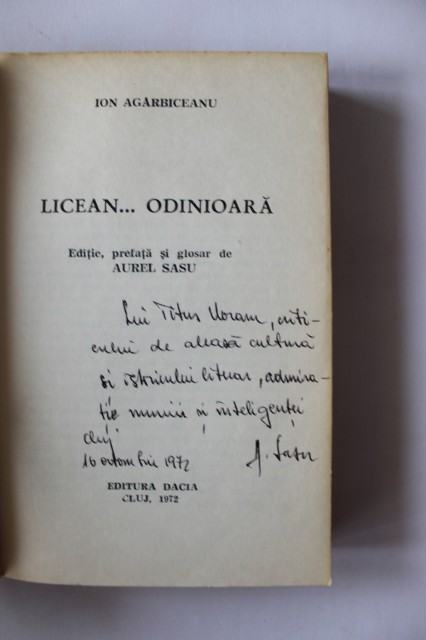 ION AGÂRBICEANU
LICEAN... ODINIOARĂ
Ediție, prefață și glosar de
AUREL SASU
Lui Titus Moraru, criti-
cului de aleasă cultură
și istoricului literar, admira-
ție muncii și inteligenței
Cluj
16 octombrie 1972
A. Sasu
EDITURA DACIA
CLUJ, 1972